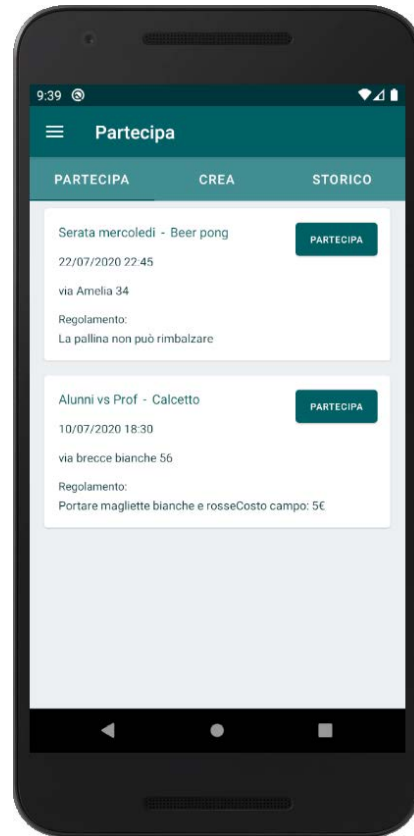 9:39
Partecipa
PARTECIPA CREA STORICO
Serata mercoledi - Beer pong
PARTECIPA
22/07/2020 22:45
via Amelia 34
Regolamento:
La pallina non può rimbalzare
Alunni vs Prof - Calcetto
PARTECIPA
10/07/2020 18:30
via brecce bianche 56
Regolamento:
Portare magliette bianche e rosseCosto campo: 5€